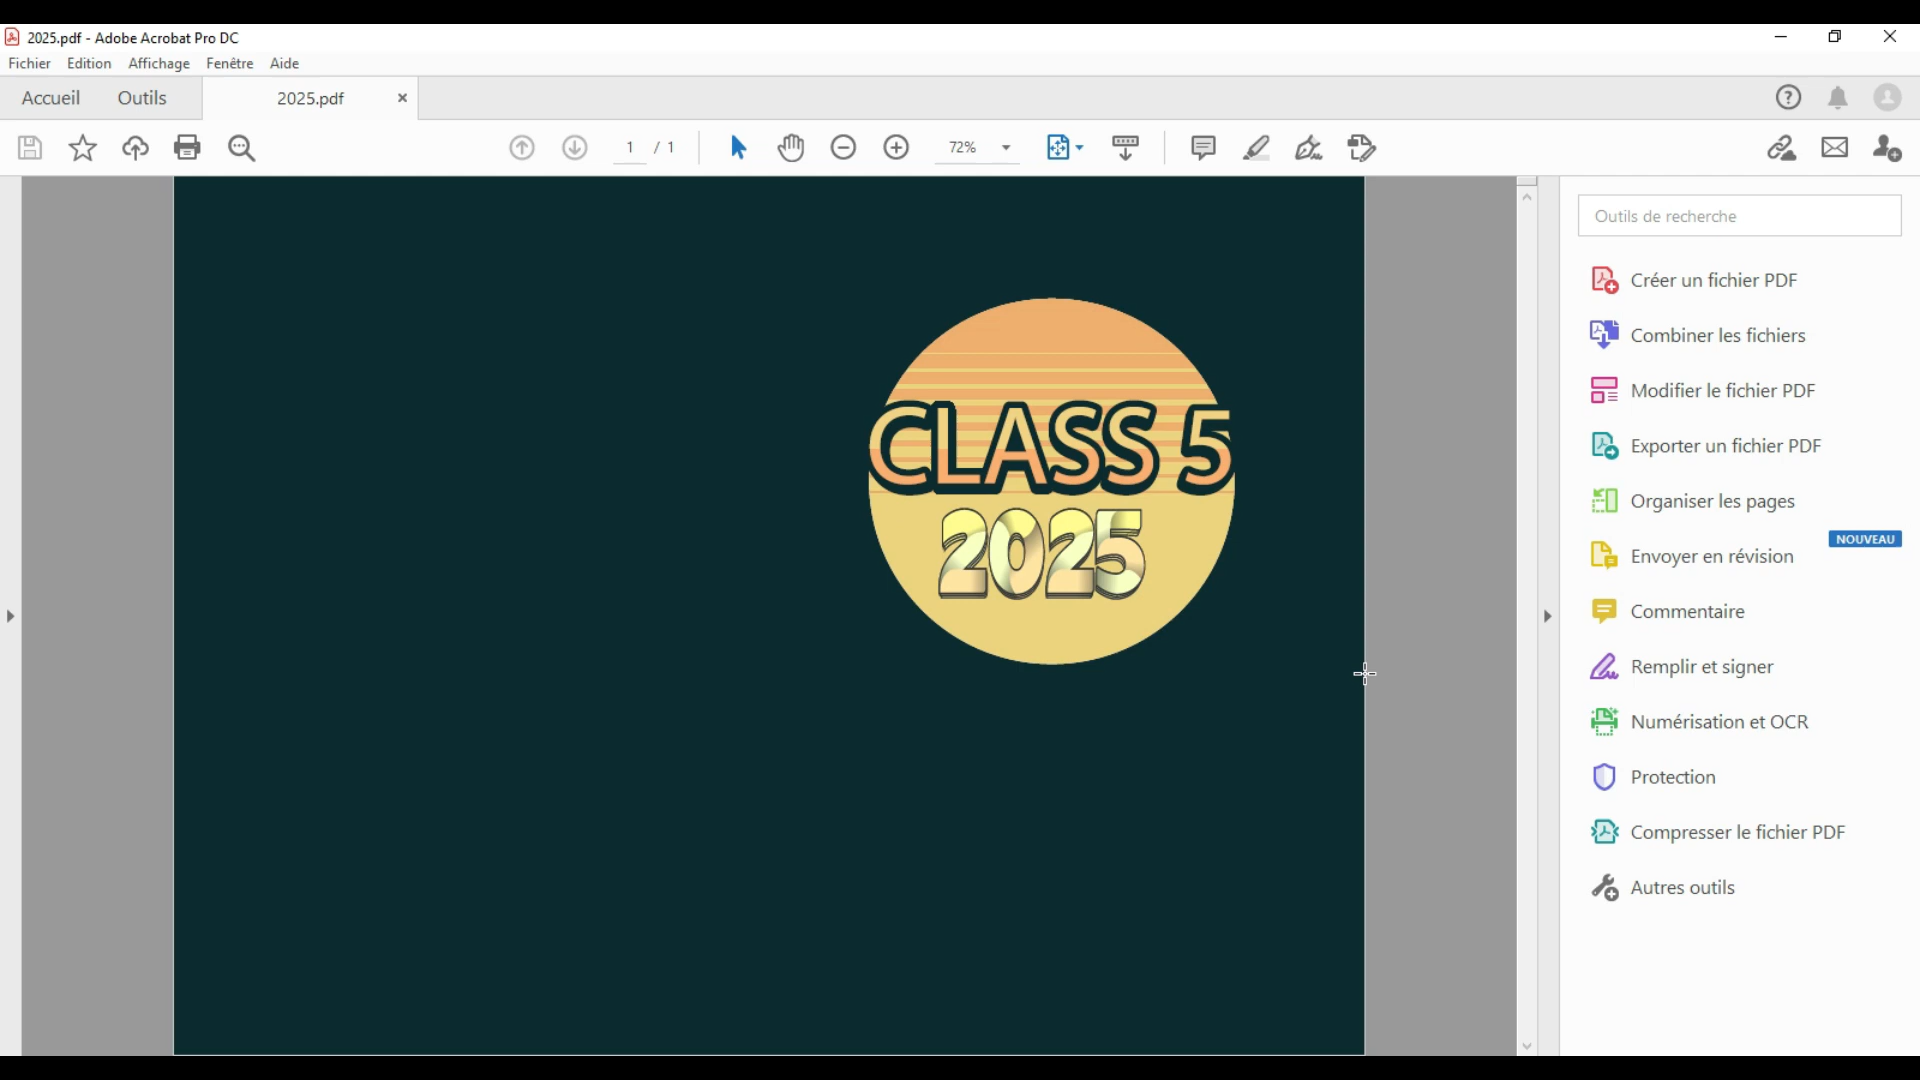 2025.pdf - Adobe Acrobat Pro DC
Fichier Edition Affichage Fenêtre Aide
Accueil Outils 2025.pdf
1 / 1 72%
CLASS 5
2025
Outils de recherche
Créer un fichier PDF
Combiner les fichiers
Modifier le fichier PDF
Exporter un fichier PDF
Organiser les pages
NOUVEAU
Envoyer en révision
Commentaire
Remplir et signer
Numérisation et OCR
Protection
Compresser le fichier PDF
Autres outils